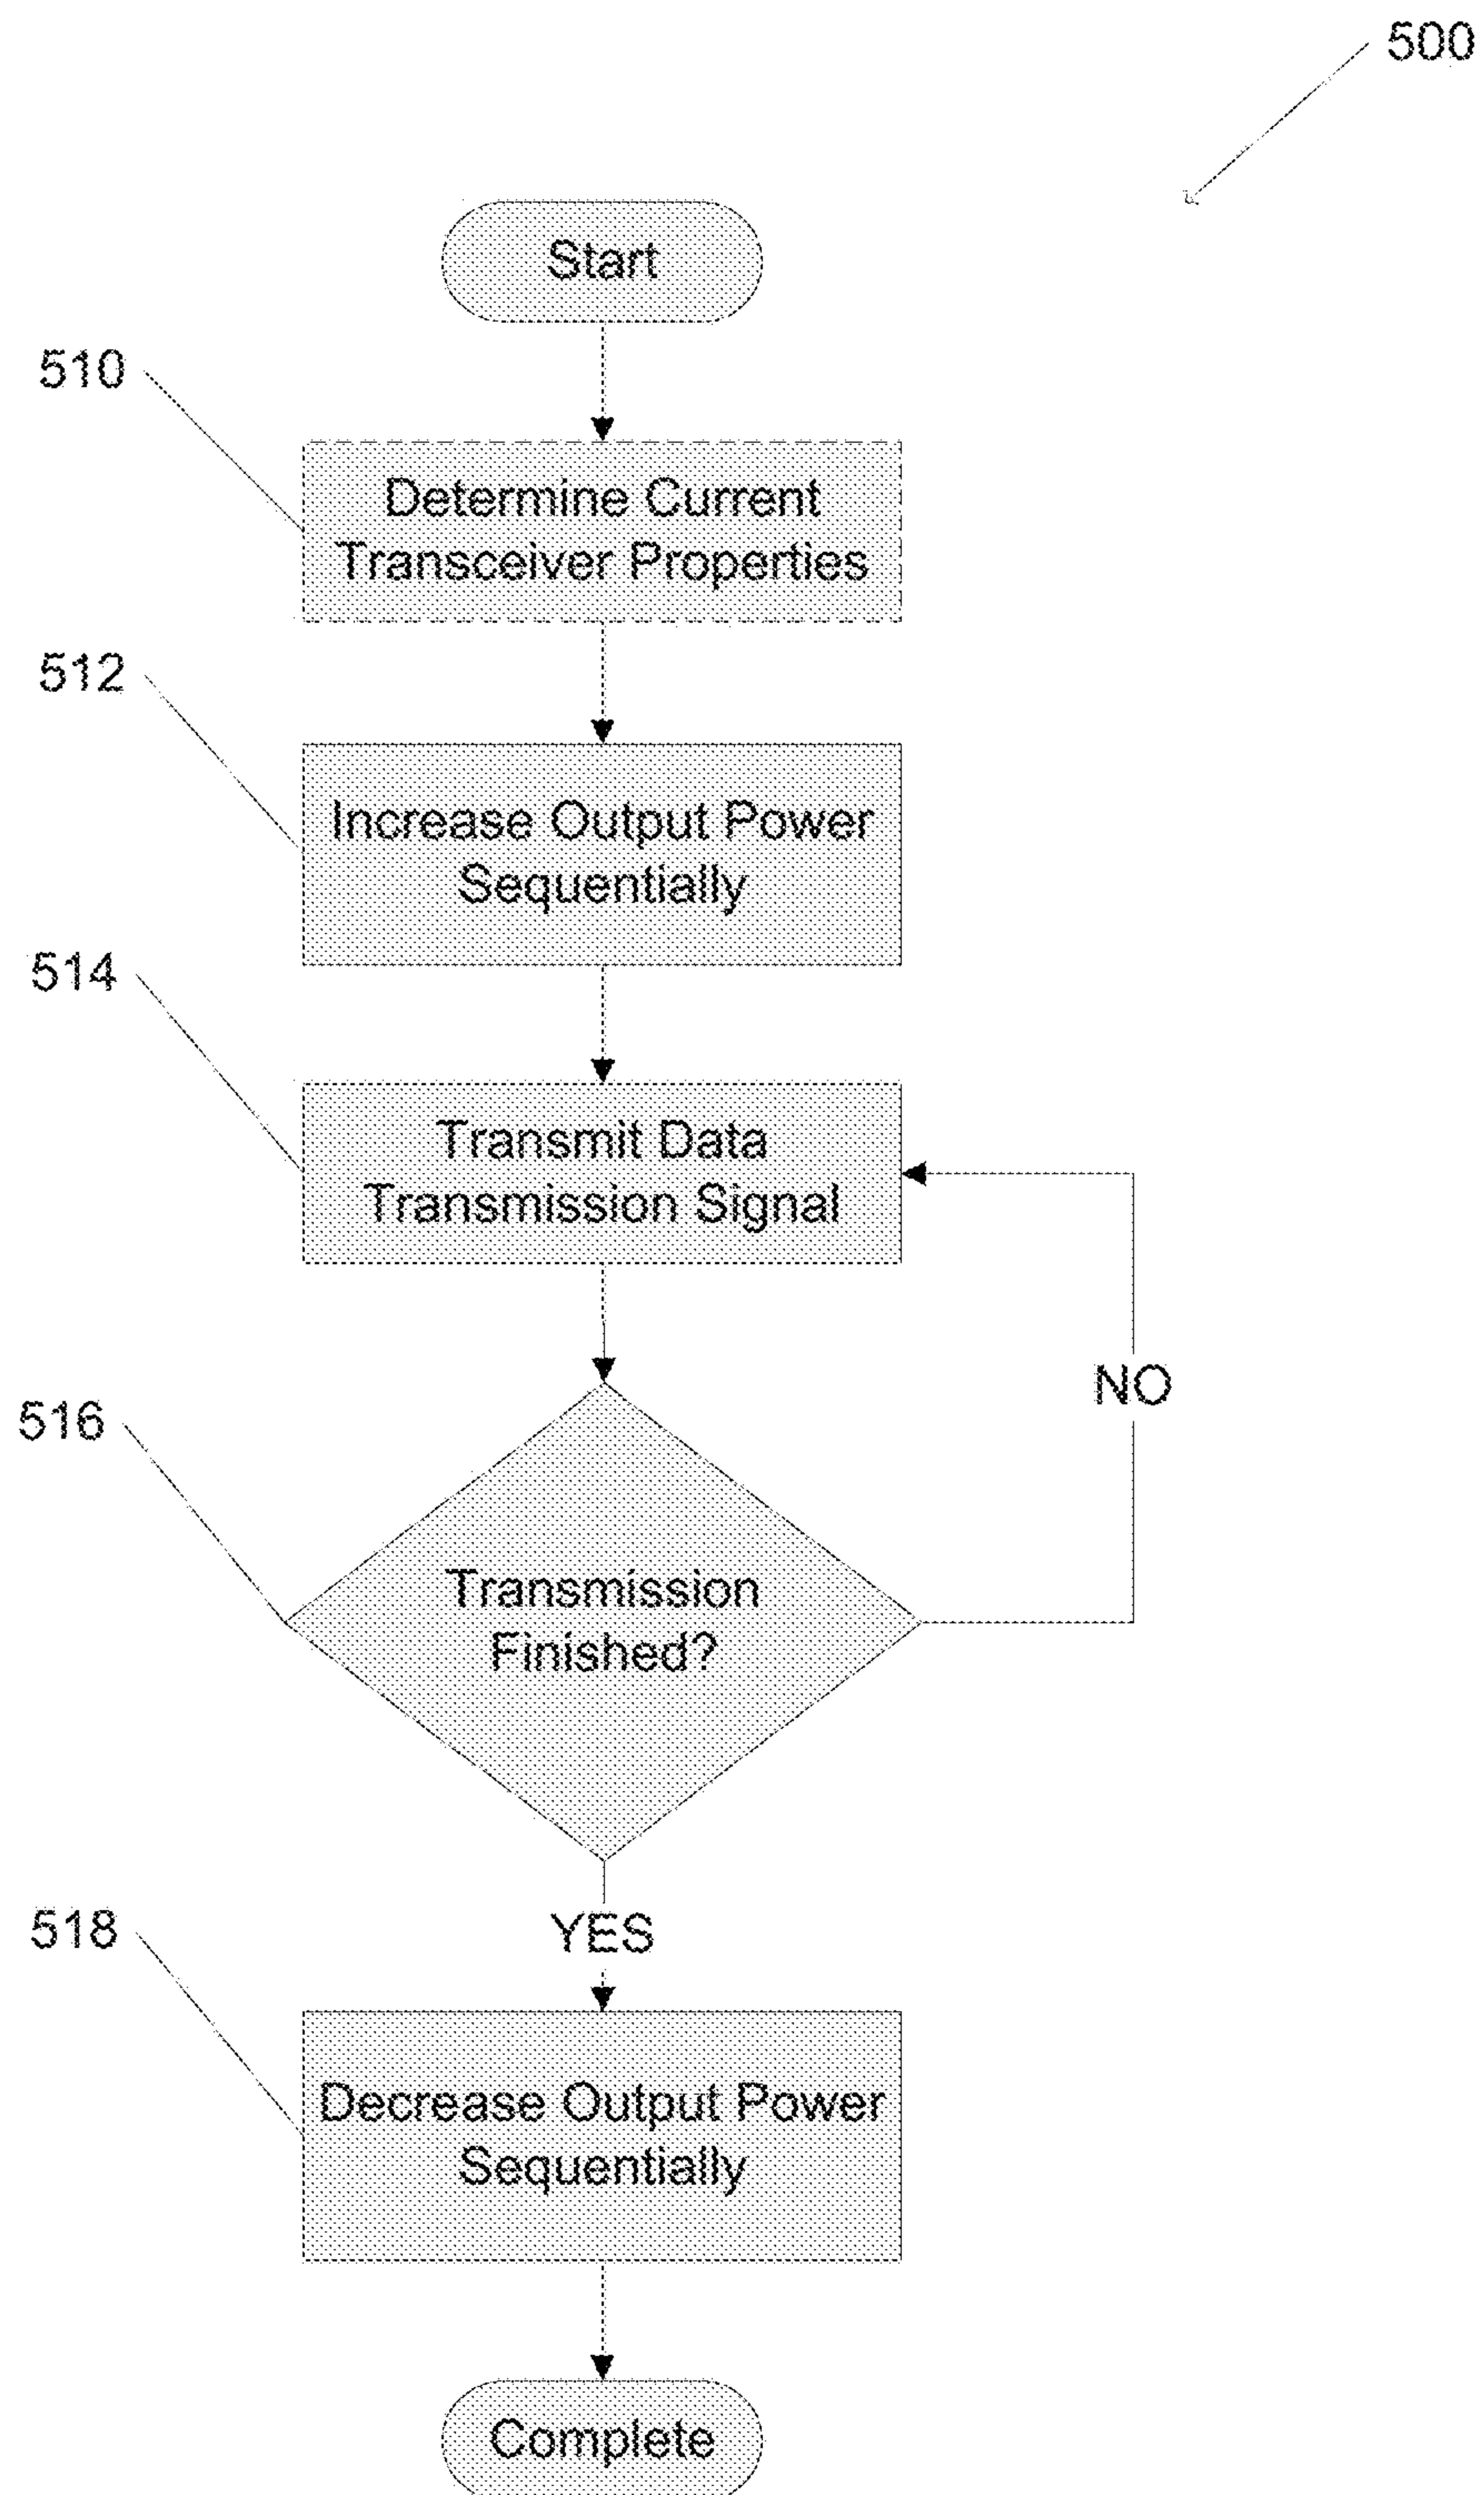 500
Start
510
Determine Current
Transceiver Properties
512
Increase Output Power
Sequentially
514
Transmit Data
Transmission Signal
NO
516
Transmission
Finished?
YES
518
Decrease Output Power
Sequentially
Complete